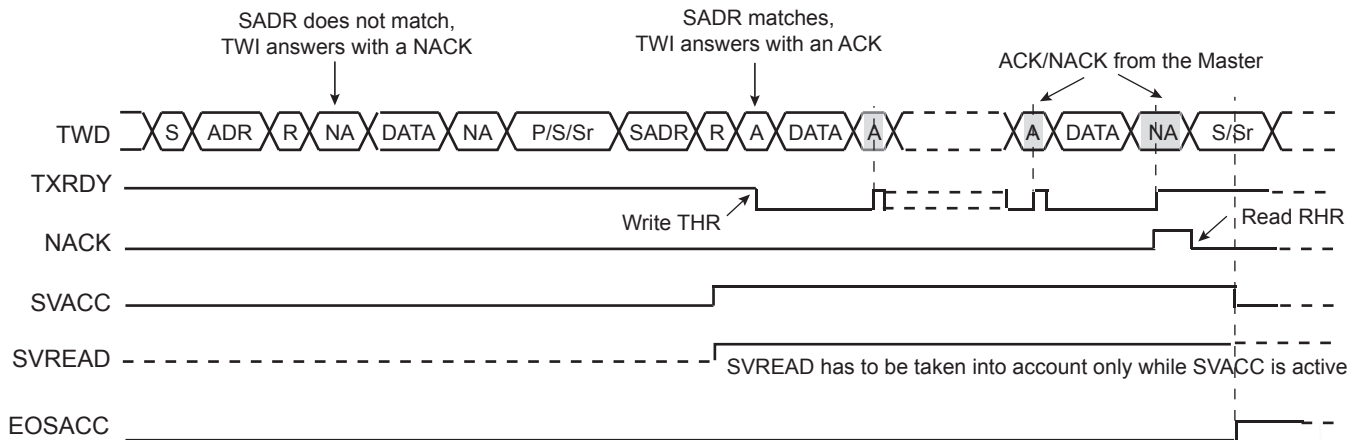 SADR does not match,
TWI answers with a NACK
SADR matches,
TWI answers with an ACK
ACK/NACK from the Master
TWD S ADR R NA DATA NA P/S/Sr SADR R A DATA A A DATA NA S/Sr
TXRDY
Write THR
Read RHR
NACK
SVACC
SVREAD
SVREAD has to be taken into account only while SVACC is active
EOSACC